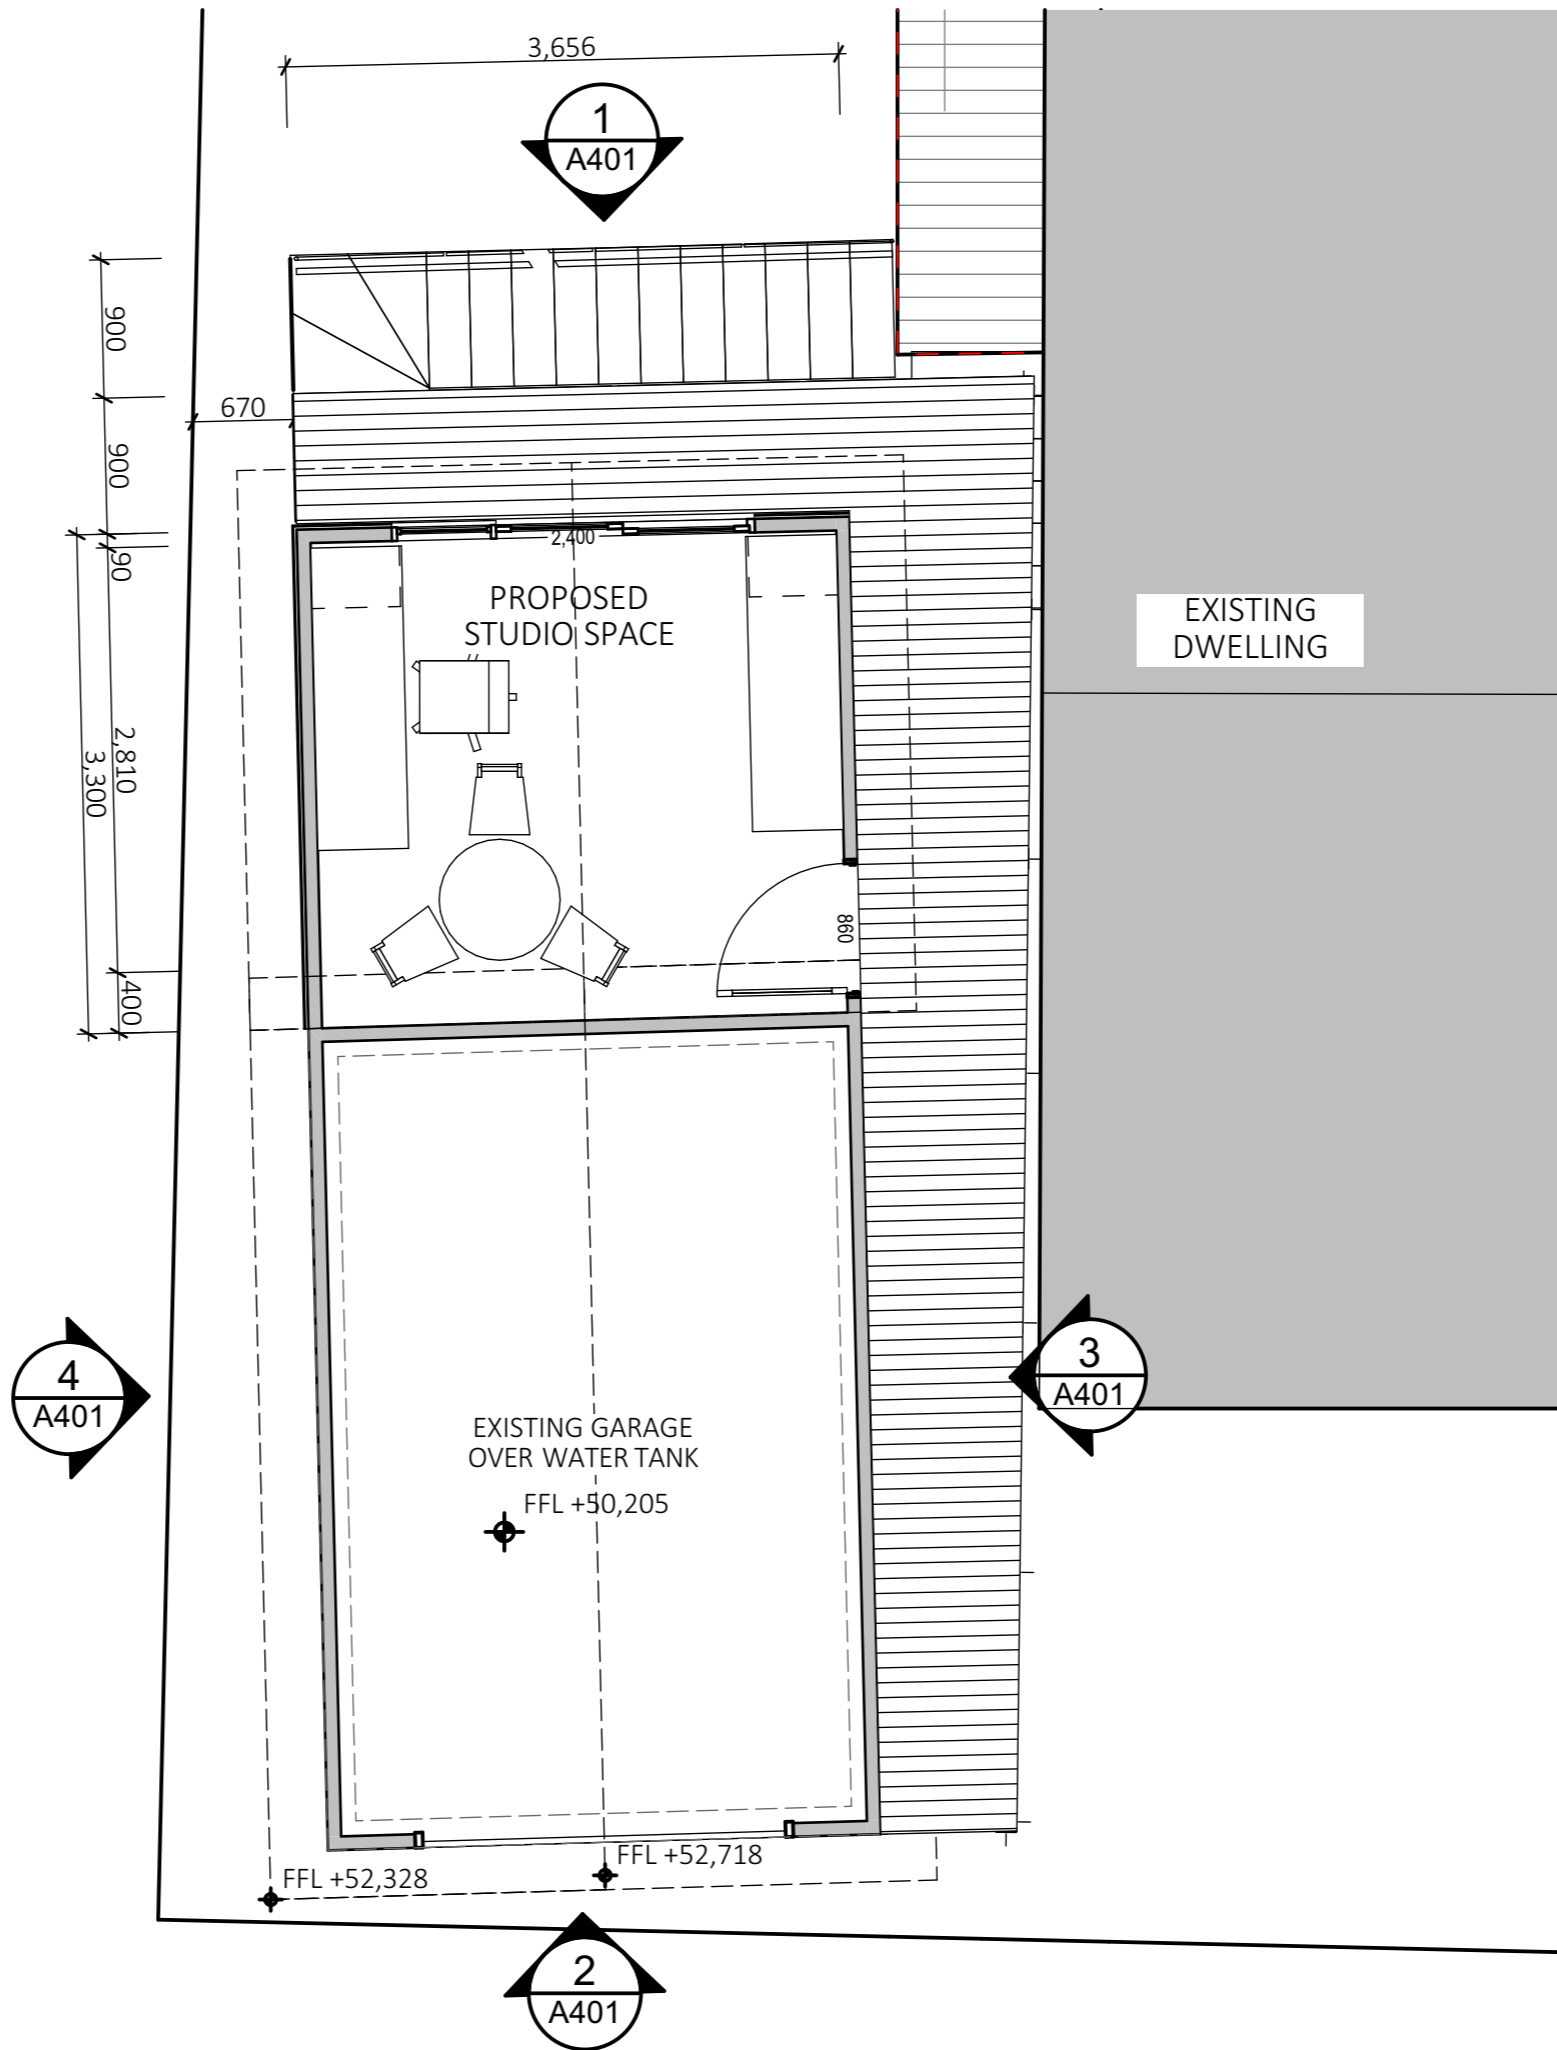 3,656
1
A401
900
670
900
90
2,400
PROPOSED
STUDIO SPACE
EXISTING
DWELLING
2,810
3,300
860
400
3
A401
4
A401
EXISTING GARAGE
OVER WATER TANK
FFL +50,205
FFL +52,718
FFL +52,328
2
A401